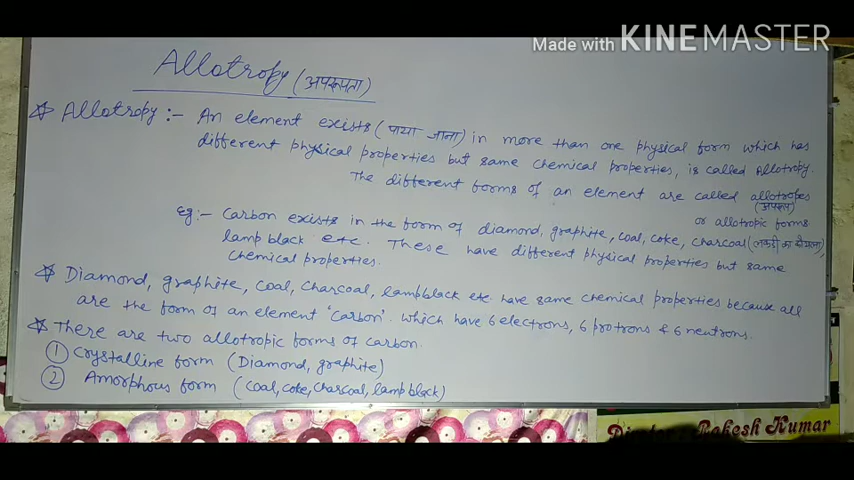 Made with KINEMASTER
Allotropy (अपरूपता)
☆ Allotropy :- An element exists (पाया जाना) in more than one physical form which has
different physical properties but same chemical properties, is called Allotropy.
The different forms of an element are called allotropes
(अपरूप)
or allotropic forms
Eg:- Carbon exists in the form of diamond, graphite, coal, coke, charcoal (लकड़ी का कोयला),
lamp black etc. These have different physical properties but same
chemical properties.
☆ Diamond, graphite, coal, charcoal, lampblack etc. have same chemical properties because all
are the form of an element 'carbon'. which have 6 electrons, 6 protrons & 6 neutrons.
☆ There are two allotropic forms of carbon.
① Crystalline form (Diamond, graphite)
② Amorphous form (coal, coke, charcoal, lamp black)
Director : Rakesh Kumar